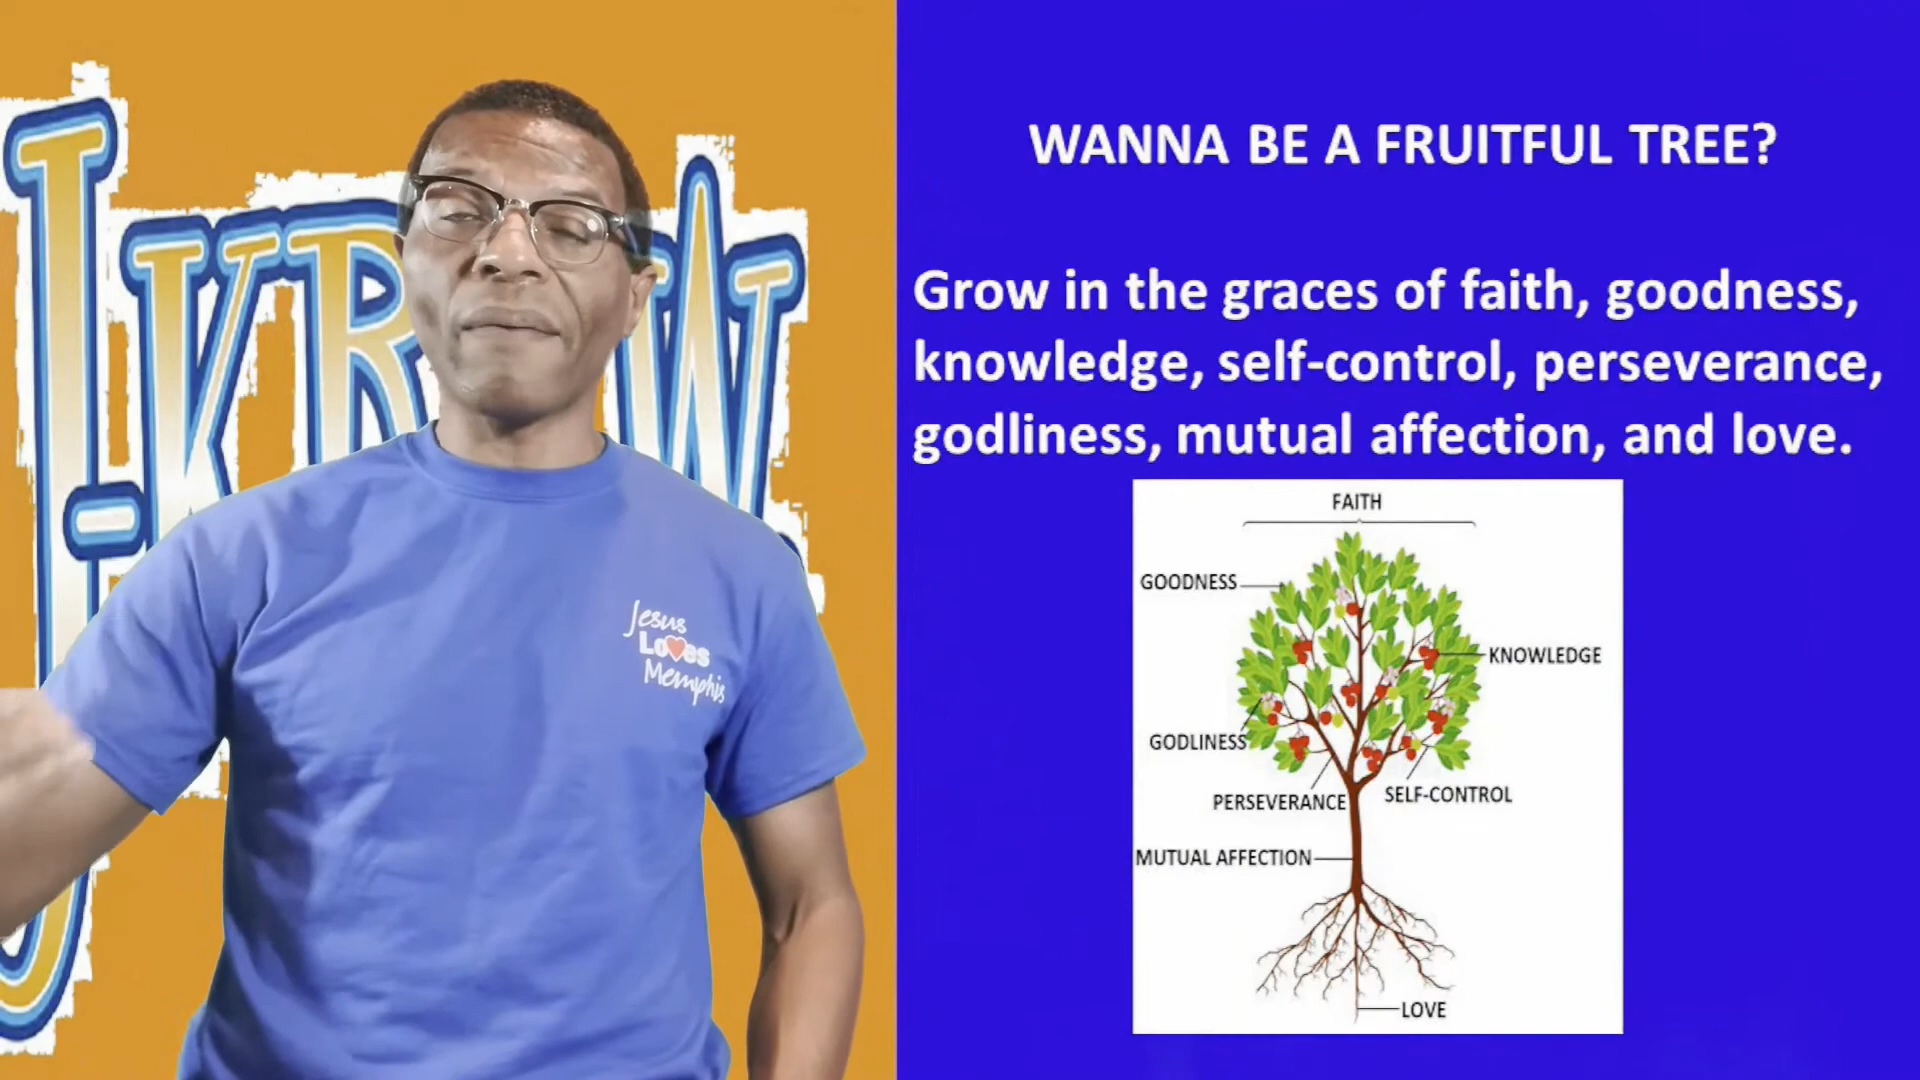 J-KREW
Jesus
Loves
Memphis
WANNA BE A FRUITFUL TREE?
Grow in the graces of faith, goodness,
knowledge, self-control, perseverance,
godliness, mutual affection, and love.
FAITH
GOODNESS
KNOWLEDGE
GODLINESS
PERSEVERANCE
SELF-CONTROL
MUTUAL AFFECTION
LOVE